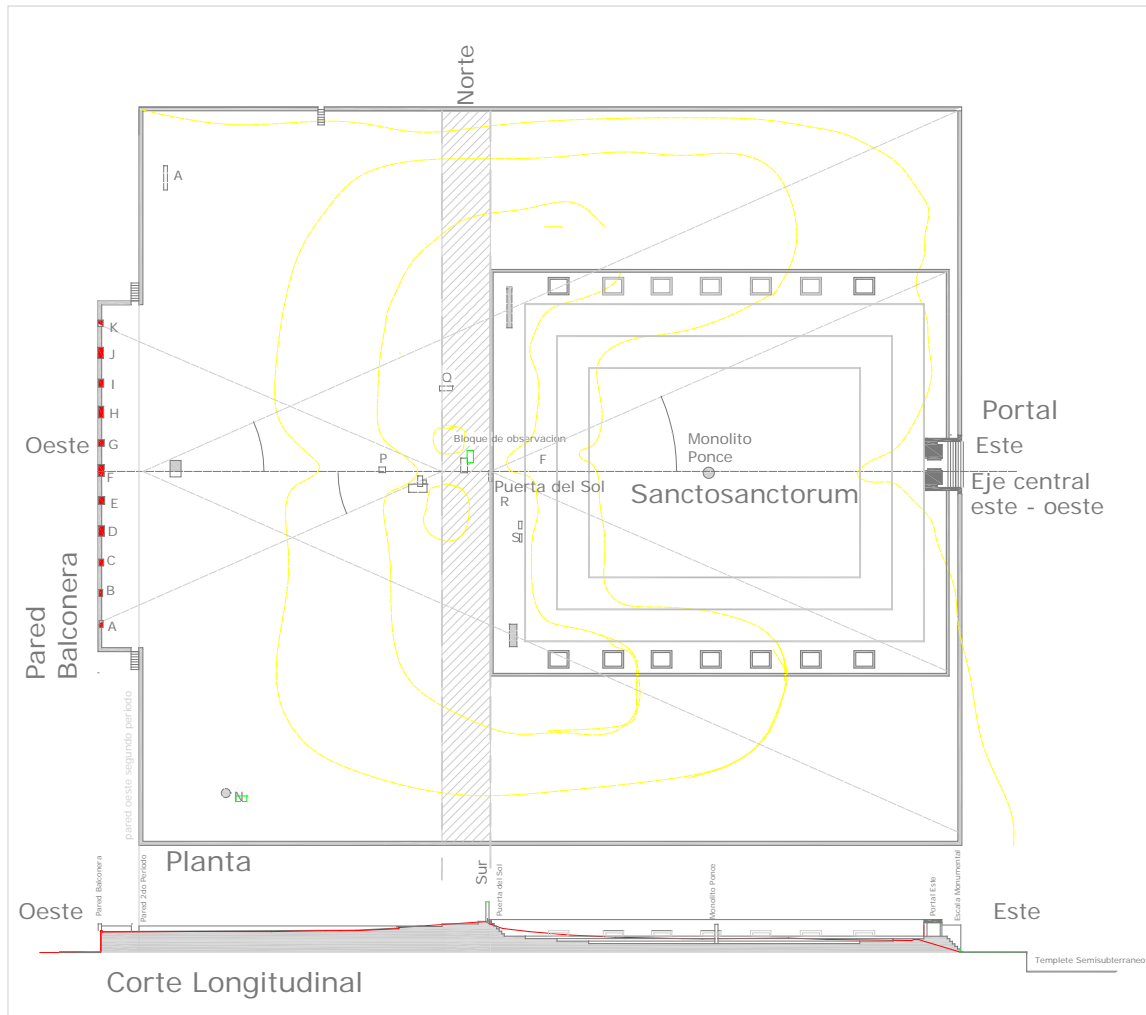 Norte
A
K
J
I
H
G
F
E
D
C
B
A
Oeste
Pared
Balconera
pared oeste segundo periodo
Q
Bloque de observacion
P
F
Puerta del Sol
R
S
Monolito
Ponce
Sanctosanctorum
Portal
Este
Eje central
este - oeste
N
Planta
Sur
Pared Balconera
Pared 2do Periodo
Puerta del Sol
Monolito Ponce
Portal Este
Escala Monumental
Oeste
Este
Templete Semisubterraneo
Corte Longitudinal